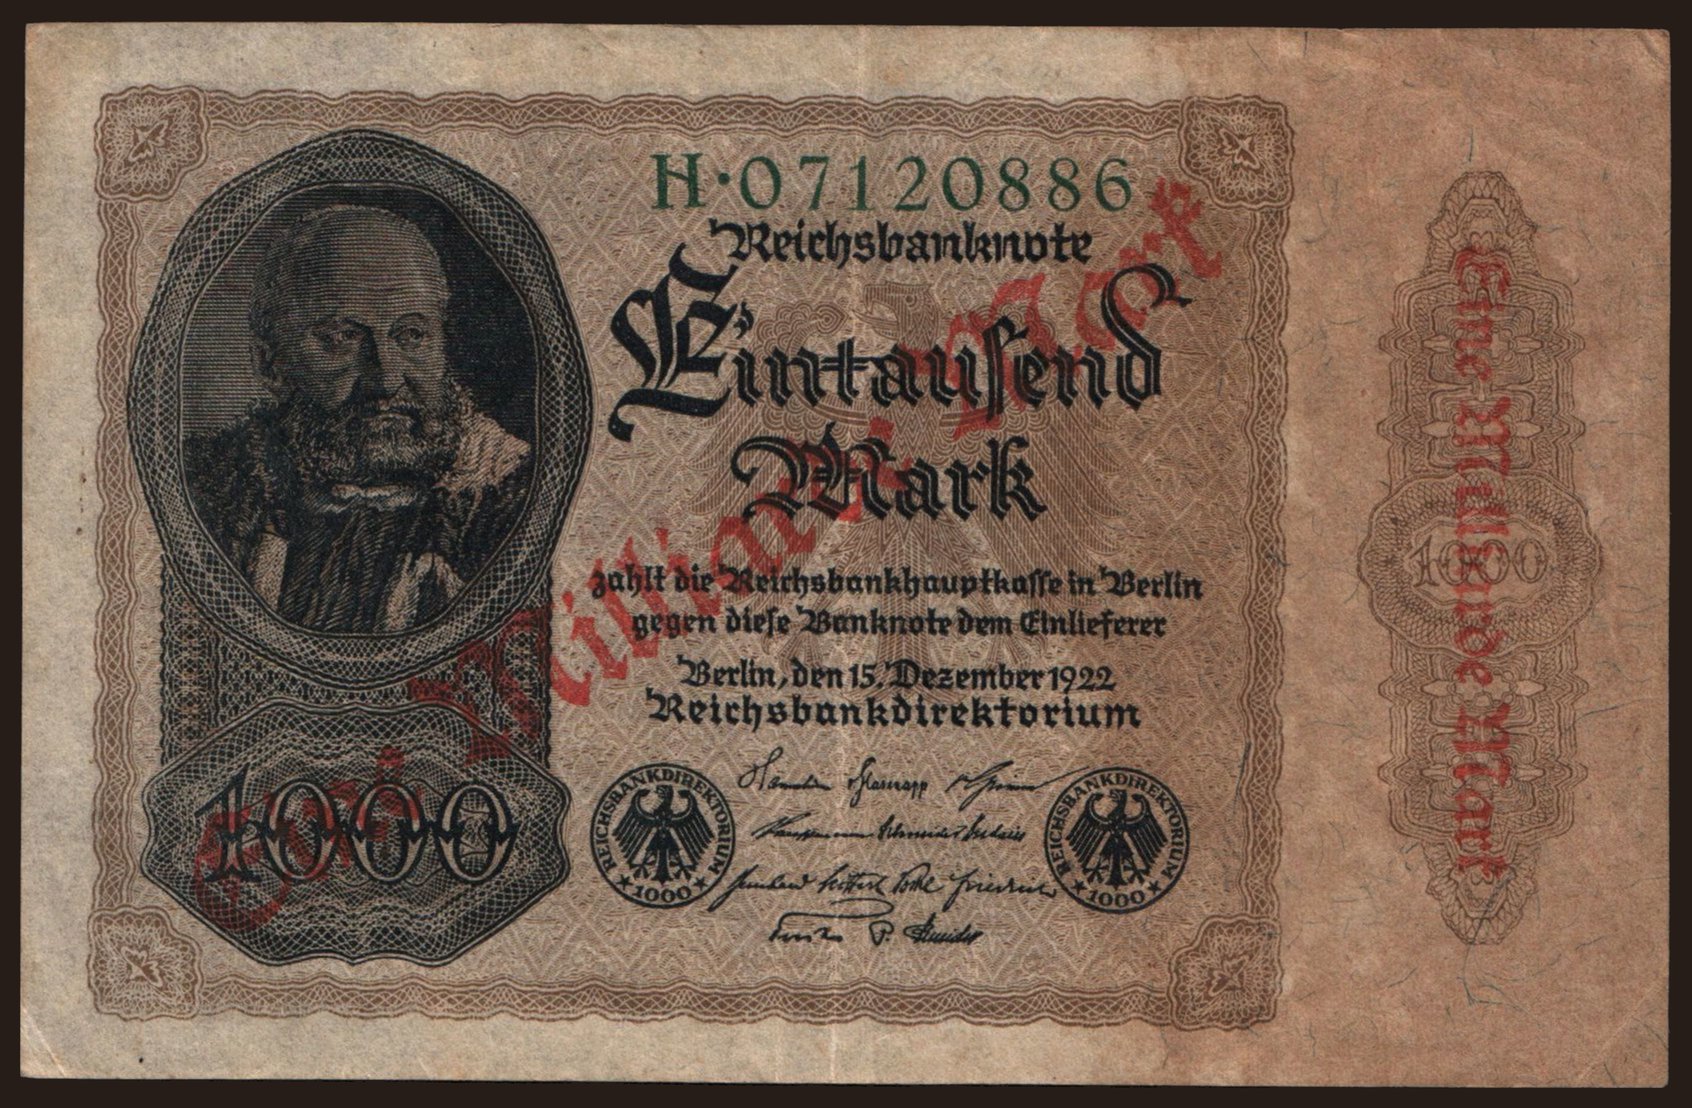 H·07120886
Reichsbanknote
Eintausend
Mark
zahlt die Reichsbankhauptkasse in Berlin
gegen diese Banknote dem Einlieferer
Berlin, den 15. Dezember 1922
Reichsbankdirektorium
Eine Milliarde Mark
Eine Milliarde Mark
1000
1000
REICHSBANKDIREKTORIUM
★1000★
REICHSBANKDIREKTORIUM
★1000★